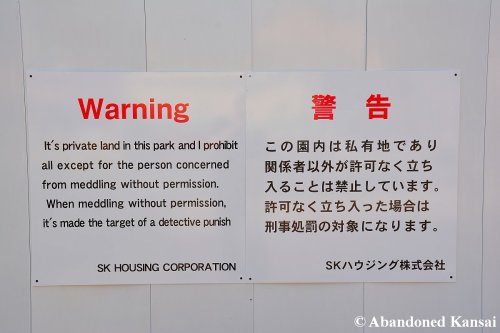 Warning
It's private land in this park and I prohibit
all except for the person concerned
from meddling without permission.
When meddling without permission,
it's made the target of a detective punish
SK HOUSING CORPORATION
警告
この園内は私有地であり
関係者以外が許可なく立ち
入ることは禁止しています。
許可なく立ち入った場合は
刑事処罰の対象になります。
SKハウジング株式会社
© Abandoned Kansai